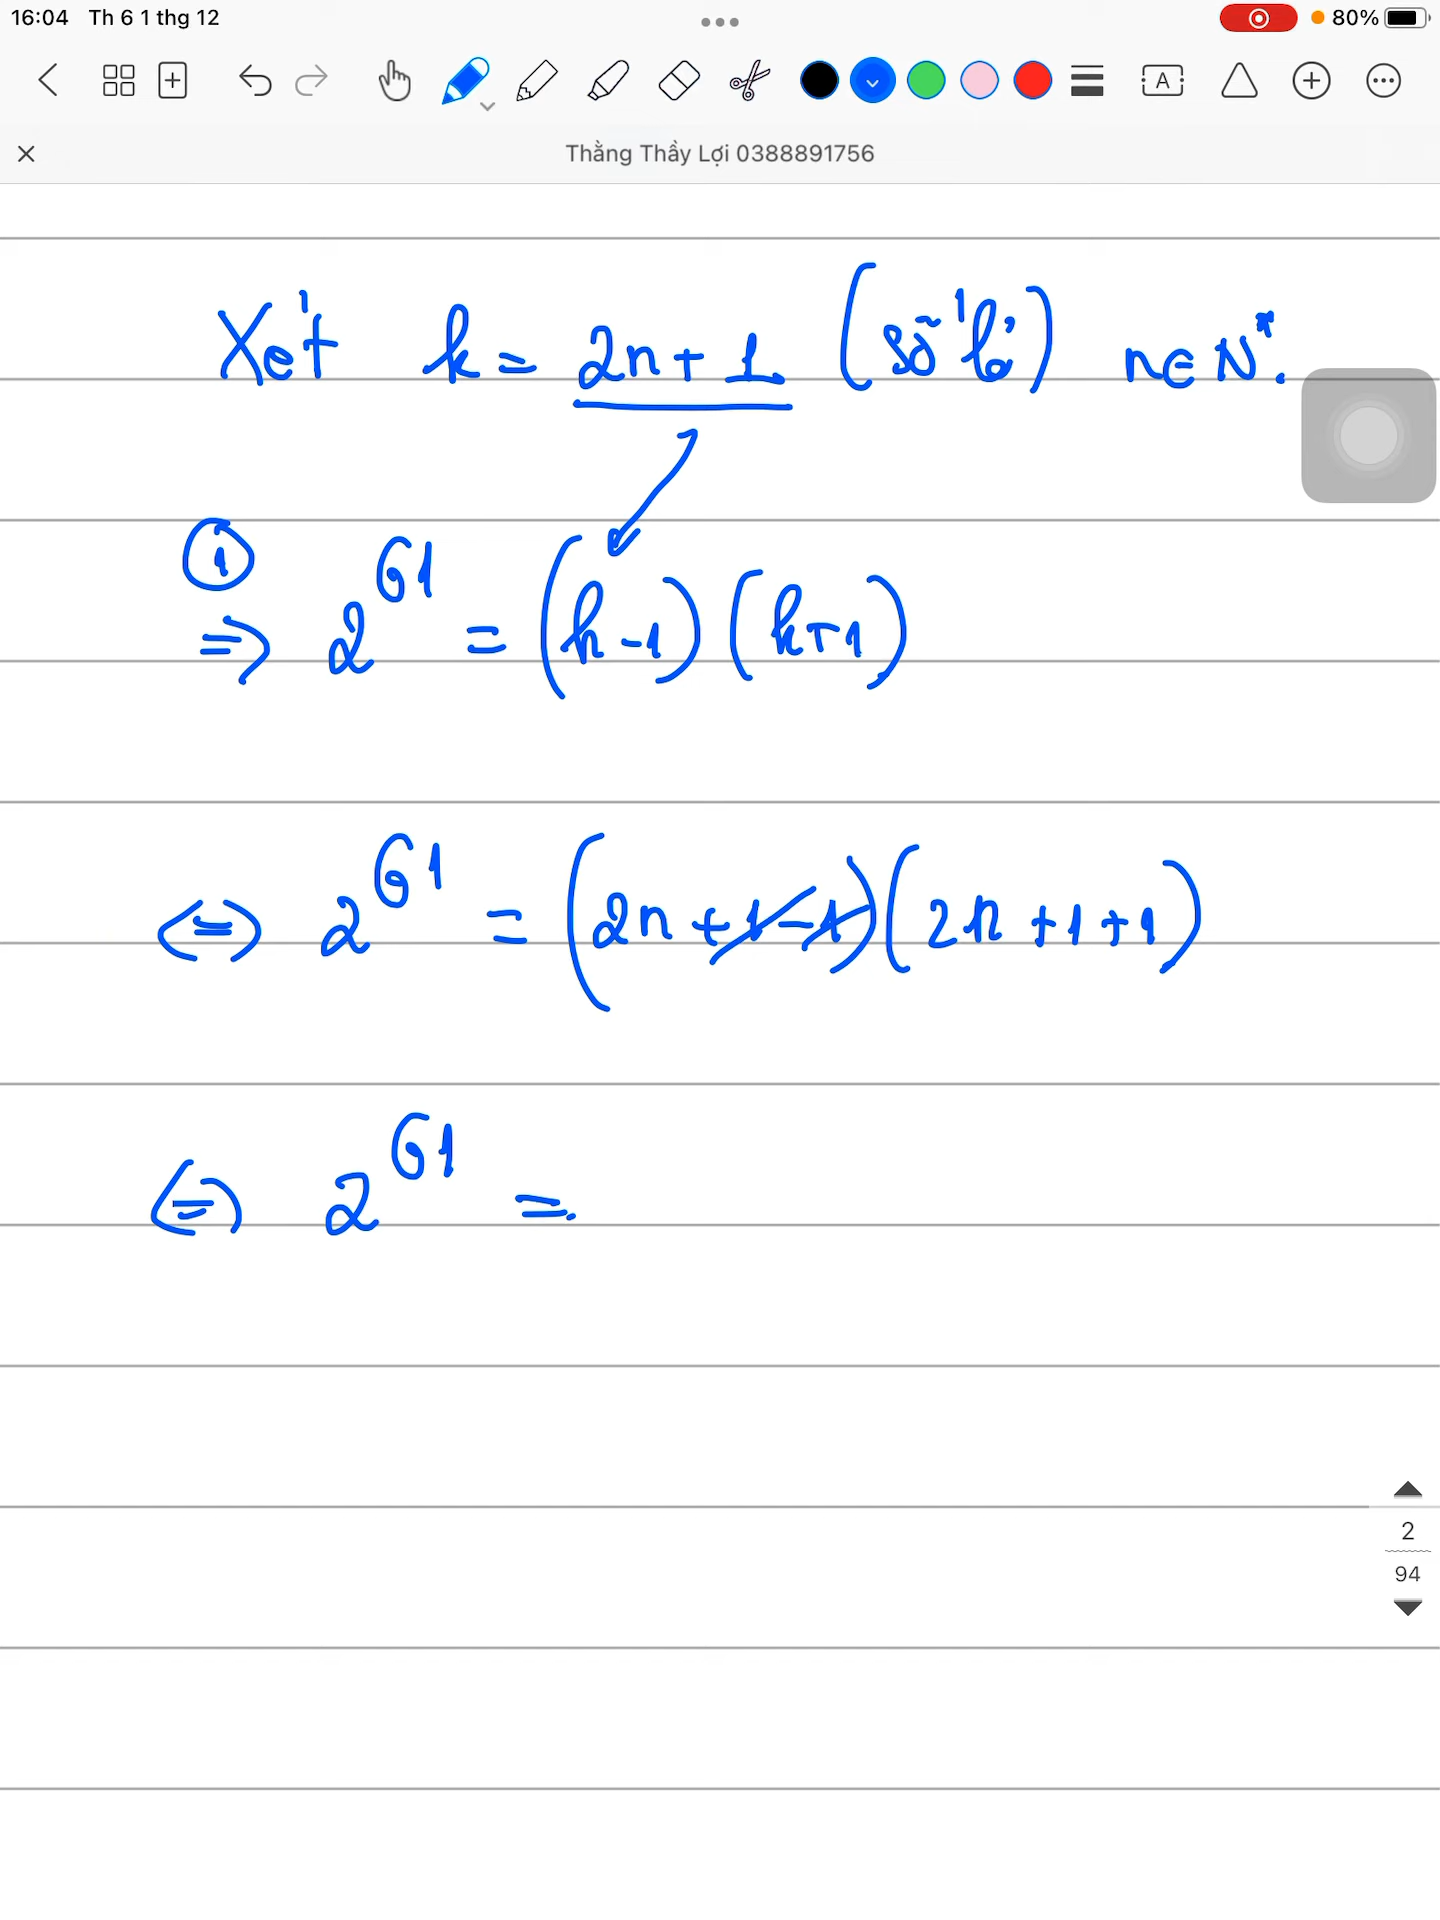 16:04 Th 6 1 thg 12 80%
A
Thằng Thầy Lợi 0388891756
Xét k = 2n + 1 (số lẻ) n ∈ N*.
①
⇒ 2^61 = (k-1)(k+1)
⇔ 2^61 = (2n+1-1)(2n+1+1)
⇔ 2^61 =
2
94